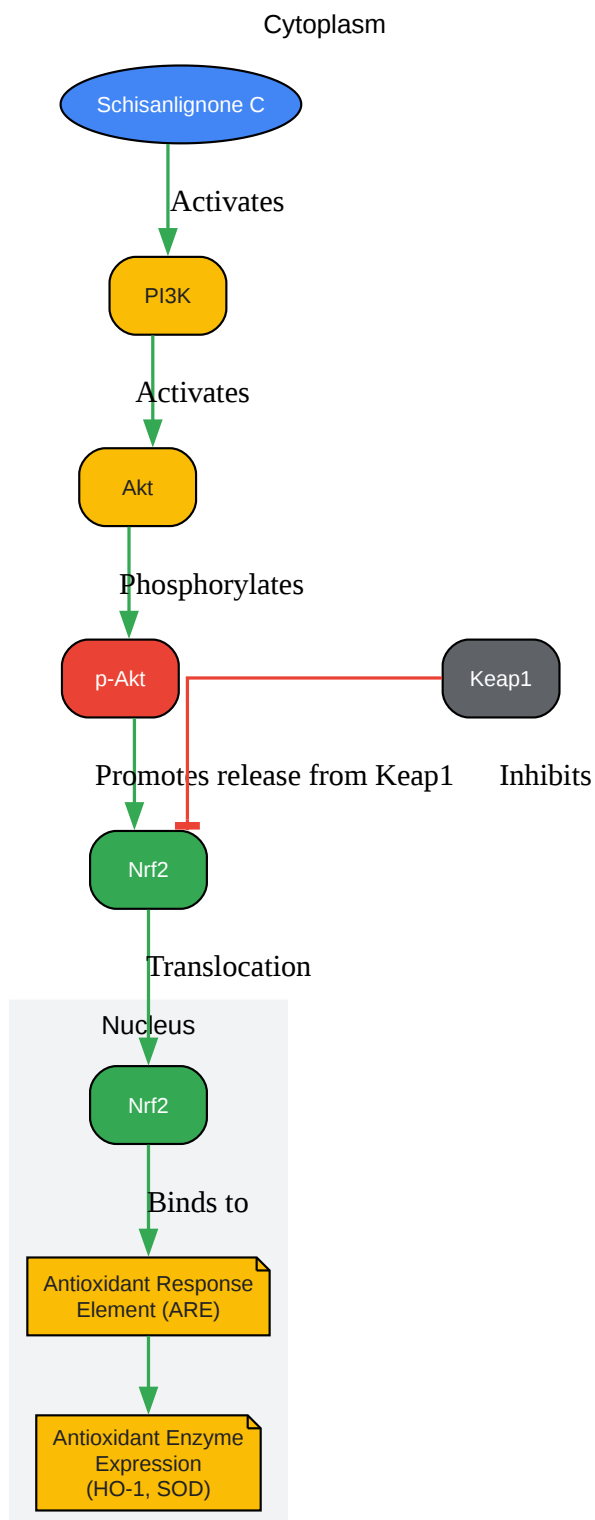 Cytoplasm
Schisanlignone C
Activates
PI3K
Activates
Akt
Phosphorylates
p-Akt
Keap1
Promotes release from Keap1
Inhibits
Nrf2
Translocation
Nucleus
Nrf2
Binds to
Antioxidant Response
Element (ARE)
Antioxidant Enzyme
Expression
(HO-1, SOD)